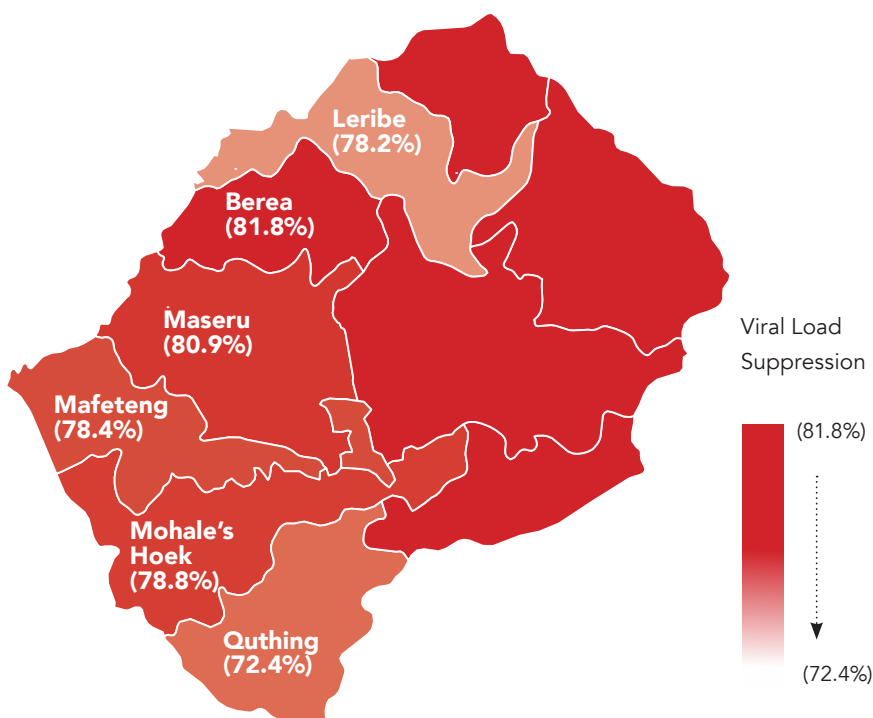 Leribe
(78.2%)
Berea
(81.8%)
Maseru
(80.9%)
Mafeteng
(78.4%)
Mohale's
Hoek
(78.8%)
Quthing
(72.4%)
Viral Load
Suppression
(81.8%)
(72.4%)